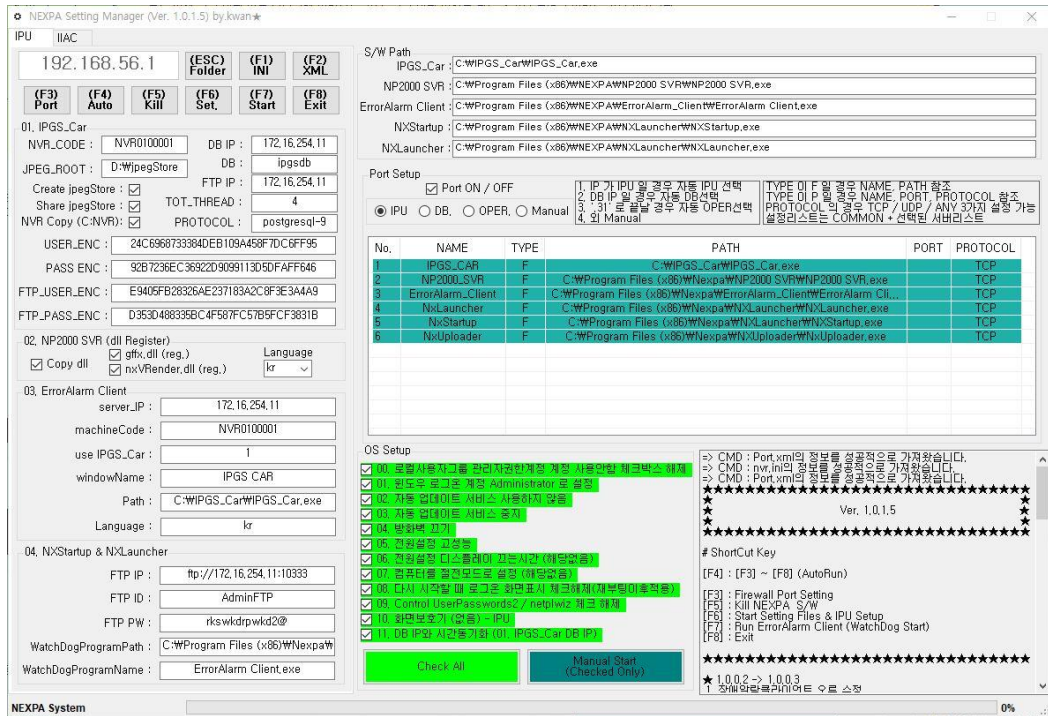 NEXPA Setting Manager (Ver. 1.0.1.5) by.kwan★
IPU IIAC
192.168.56.1
(ESC) Folder
(F1) INI
(F2) XML
(F3) Port
(F4) Auto
(F5) Kill
(F6) Set.
(F7) Start
(F8) Exit
01. IPGS_Car
NVR_CODE : NVR0100001 DB IP : 172.16.254.11
JPEG_ROOT : D:₩jpegStore DB : ipgsdb
Create jpegStore : FTP IP : 172.16.254.11
Share jpegStore : TOT_THREAD : 4
NVR Copy (C:NVR): PROTOCOL : postgresql-9
USER_ENC : 24C6968733384DEB109A458F7DC6FF95
PASS ENC : 92B7236EC36922D9099113D5DFAFF646
FTP_USER_ENC : E9405FB28326AE237183A2C8F3E3A4A9
FTP_PASS_ENC : D353D488335BC4F587FC57B5FCF3831B
02. NP2000 SVR (dll Register)
Copy dll
gffx.dll (reg.)
nxVRender.dll (reg.)
Language
kr
03. ErrorAlarm Client
server_IP : 172.16.254.11
machineCode : NVR0100001
use IPGS_Car : 1
windowName : IPGS CAR
Path : C:₩IPGS_Car₩IPGS_Car.exe
Language : kr
04. NXStartup & NXLauncher
FTP IP : ftp://172.16.254.11:10333
FTP ID : AdminFTP
FTP PW : rkswkdrpwkd2@
WatchDogProgramPath : C:₩Program Files (x86)₩Nexpa₩
WatchDogProgramName : ErrorAlarm Client.exe
S/W Path
IPGS_Car : C:₩IPGS_Car₩IPGS_Car.exe
NP2000 SVR : C:₩Program Files (x86)₩NEXPA₩NP2000 SVR₩NP2000 SVR.exe
ErrorAlarm Client : C:₩Program Files (x86)₩NEXPA₩ErrorAlarm_Client₩ErrorAlarm Client.exe
NXStartup : C:₩Program Files (x86)₩NEXPA₩NXLauncher₩NXStartup.exe
NXLauncher : C:₩Program Files (x86)₩NEXPA₩NXLauncher₩NXLauncher.exe
Port Setup
Port ON / OFF
IPU DB. OPER. Manual
1. IP 가 IPU 일 경우 자동 IPU 선택
2. DB IP 일 경우 자동 DB선택
3. '.31' 로 끝날 경우 자동 OPER선택
4. 외 Manual
TYPE 이 F 일 경우 NAME, PATH 참조
TYPE 이 P 일 경우 NAME, PORT, PROTOCOL 참조
PROTOCOL 의 경우 TCP / UDP / ANY 3가지 설정 가능
설정리스트는 COMMON + 선택된 서버리스트
No. NAME TYPE PATH PORT PROTOCOL
1 IPGS_CAR F C:₩IPGS_Car₩IPGS_Car.exe TCP
2 NP2000_SVR F C:₩Program Files (x86)₩Nexpa₩NP2000 SVR₩NP2000 SVR.exe TCP
3 ErrorAlarm_Client F C:₩Program Files (x86)₩Nexpa₩ErrorAlarm_Client₩ErrorAlarm Cli... TCP
4 NxLauncher F C:₩Program Files (x86)₩Nexpa₩NXLauncher₩NXLauncher.exe TCP
5 NxStartup F C:₩Program Files (x86)₩Nexpa₩NXLauncher₩NXStartup.exe TCP
6 NxUploader F C:₩Program Files (x86)₩Nexpa₩NxUploader₩NxUploader.exe TCP
OS Setup
00. 로컬사용자그룹 관리자권한계정 계정 사용안함 체크박스 해제
01. 윈도우 로그온 계정 Administrator 로 설정
02. 자동 업데이트 서비스 사용하지 않음
03. 자동 업데이트 서비스 중지
04. 방화벽 끄기
05. 전원설정 고성능
06. 전원설정 디스플레이 끄는시간 (해당없음)
07. 컴퓨터를 절전모드로 설정 (해당없음)
08. 다시 시작할 때 로그온 화면표시 체크해제(재부팅이후적용)
09. Control UserPasswords2 / netplwiz 체크 해제
10. 화면보호기 (없음) - IPU
11. DB IP와 시간동기화 (01. IPGS_Car DB IP)
Check All
Manual Start
(Checked Only)
=> CMD : Port.xml의 정보를 성공적으로 가져왔습니다.
=> CMD : nvr.ini의 정보를 성공적으로 가져왔습니다.
=> CMD : Port.xml의 정보를 성공적으로 가져왔습니다.
Ver. 1.0.1.5
# ShortCut Key
[F4] : [F3] ~ [F8] (AutoRun)
[F3] : Firewall Port Setting
[F5] : Kill NEXPA S/W
[F6] : Start Setting Files & IPU Setup
[F7] : Run ErrorAlarm Client (WatchDog Start)
[F8] : Exit
★ 1.0.0.2 -> 1.0.0.3
NEXPA System 0%